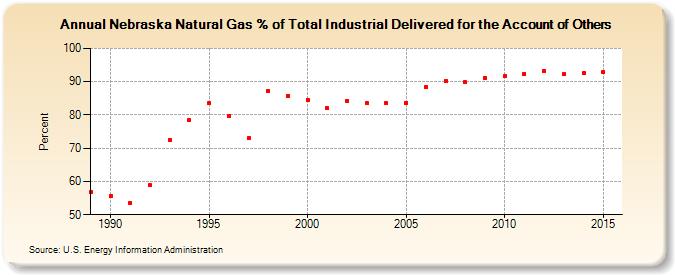 Annual Nebraska Natural Gas % of Total Industrial Delivered for the Account of Others
100
90
80
70
60
50
Percent
1990 1995 2000 2005 2010 2015
Source: U.S. Energy Information Administration